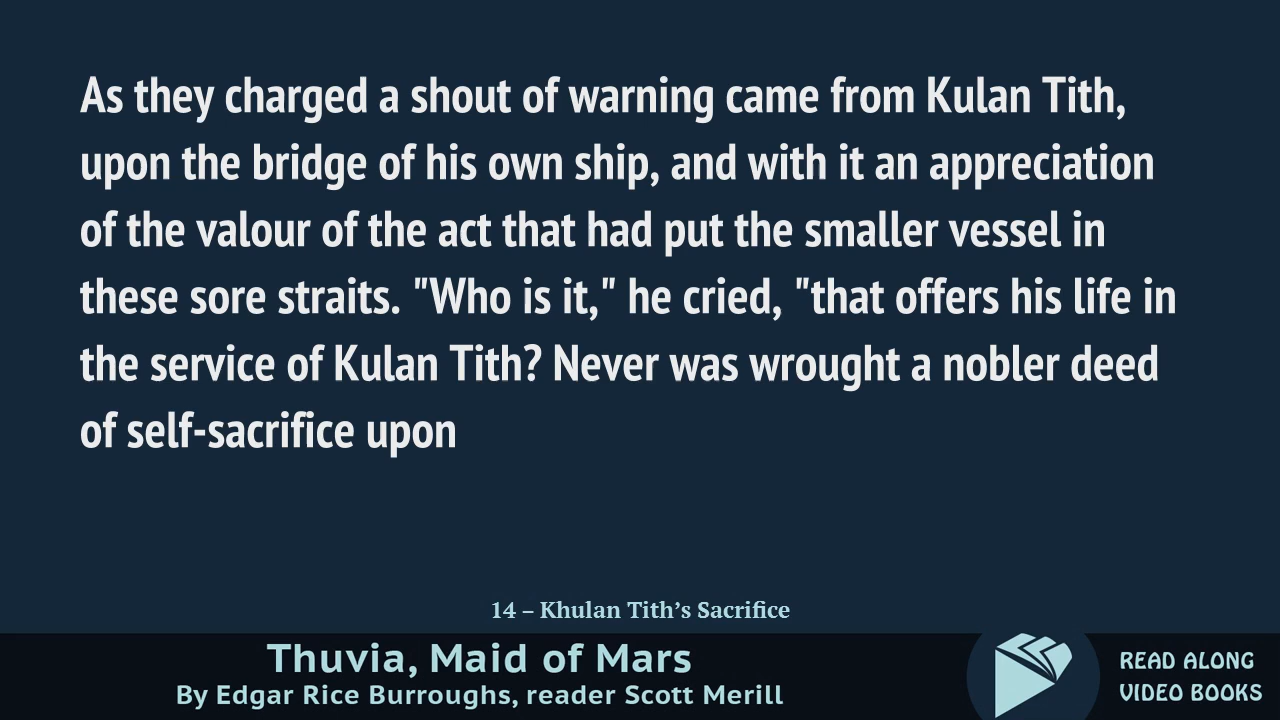 As they charged a shout of warning came from Kulan Tith,
upon the bridge of his own ship, and with it an appreciation
of the valour of the act that had put the smaller vessel in
these sore straits. "Who is it," he cried, "that offers his life in
the service of Kulan Tith? Never was wrought a nobler deed
of self-sacrifice upon
14 – Khulan Tith’s Sacrifice
Thuvia, Maid of Mars
By Edgar Rice Burroughs, reader Scott Merill
READ ALONG
VIDEO BOOKS